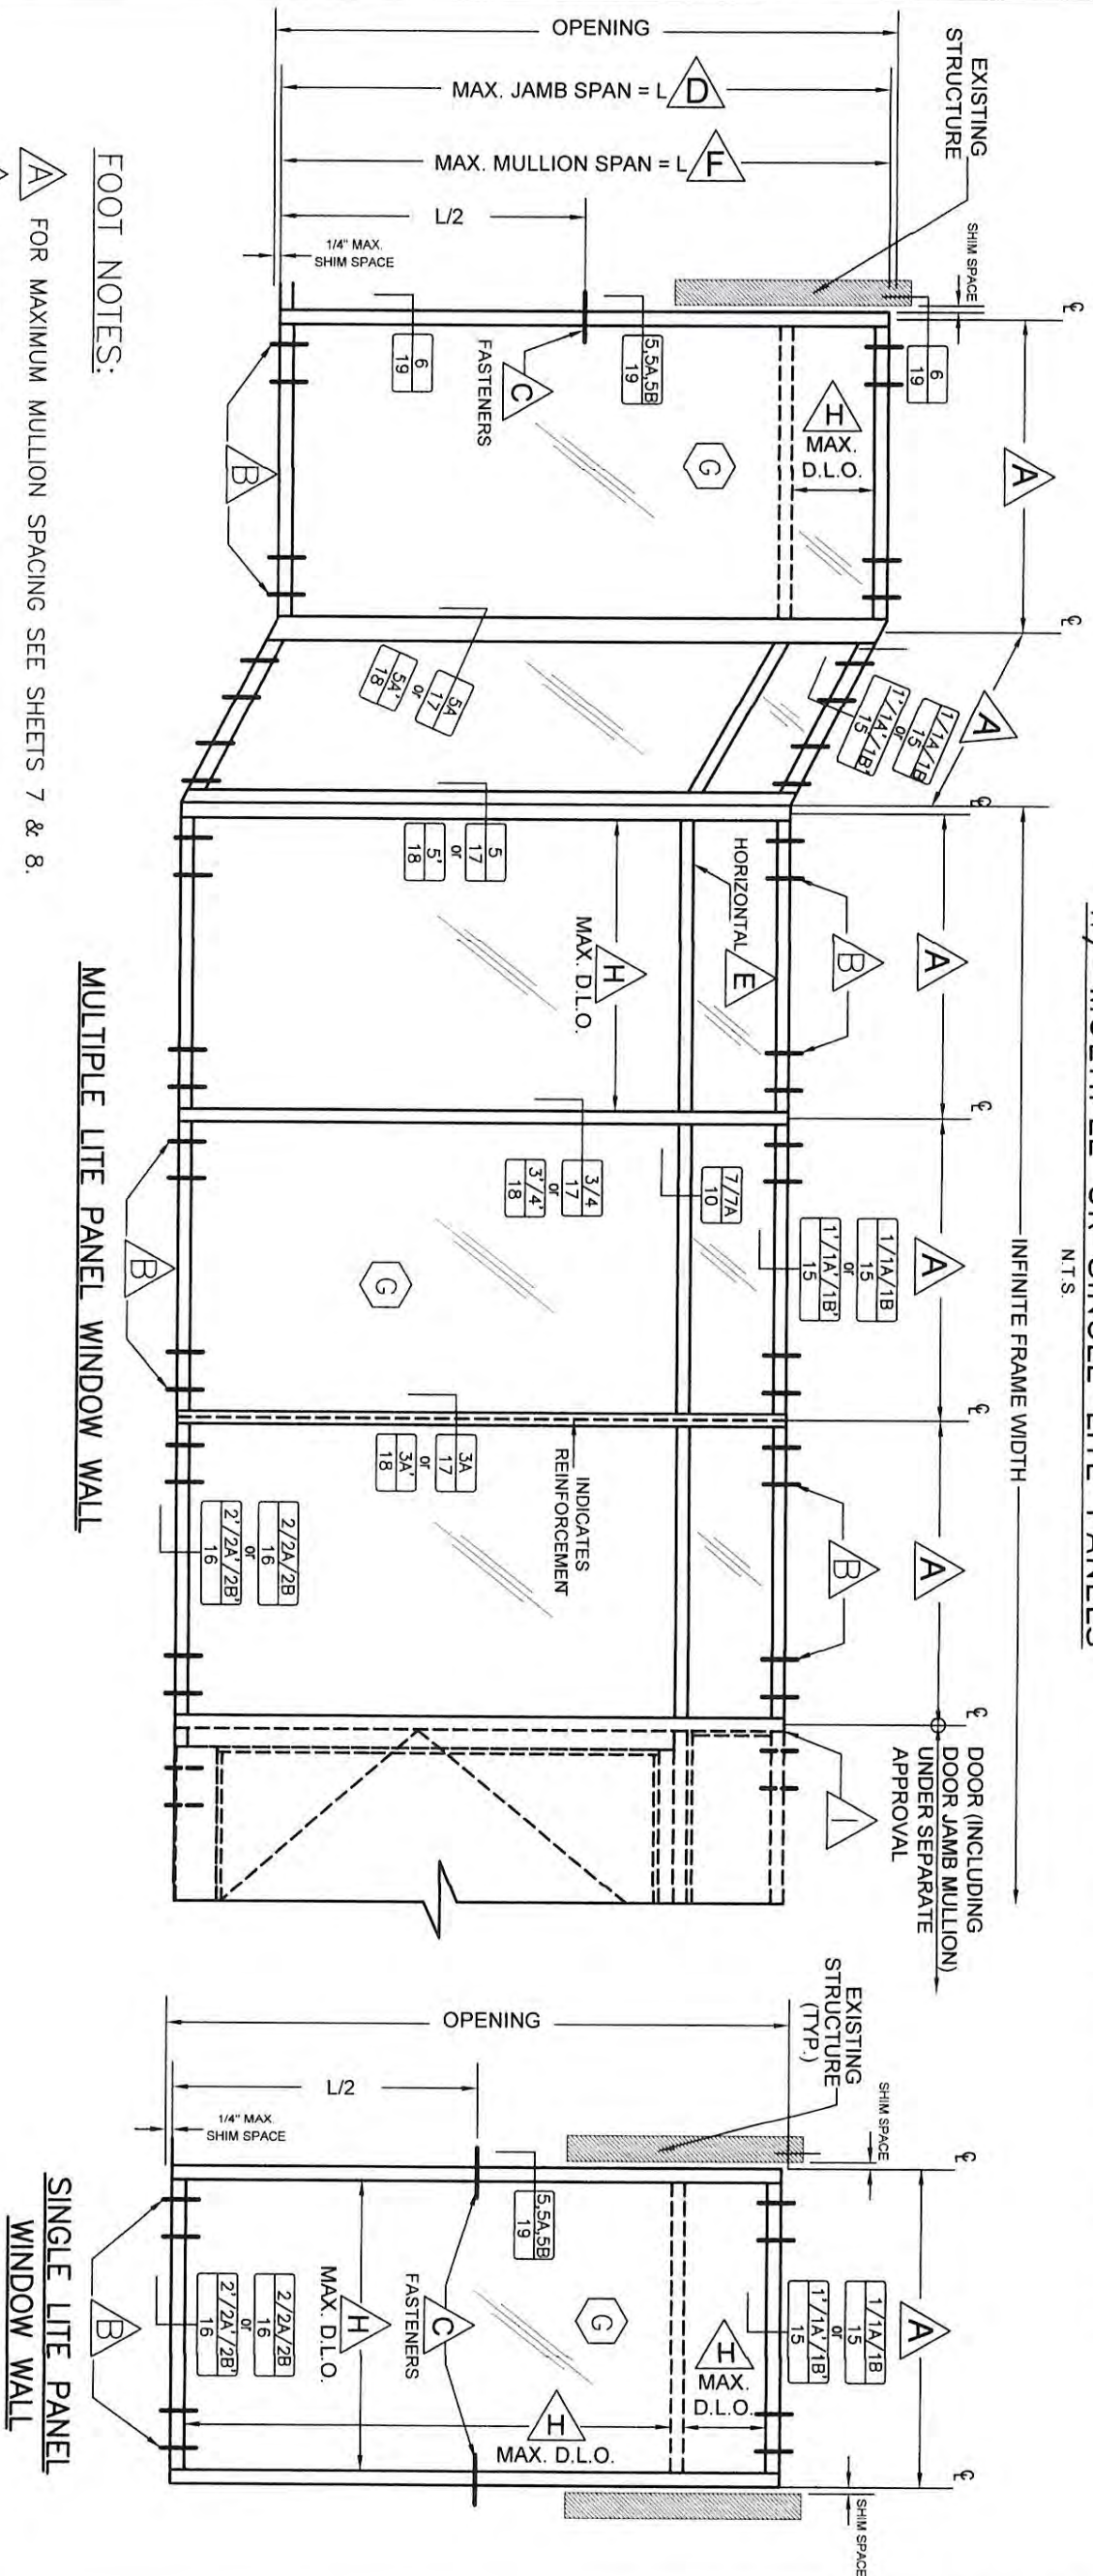 W/ MULTIPLE OR SINGLE LITE PANELS
N.T.S.
INFINITE FRAME WIDTH
DOOR (INCLUDING
DOOR JAMB MULLION)
UNDER SEPARATE
APPROVAL
EXISTING
STRUCTURE
SHIM SPACE
℄
℄
℄
℄
℄
℄
A
A
A
A
A
OPENING
MAX. JAMB SPAN = L D
MAX. MULLION SPAN = L F
L/2
1/4" MAX.
SHIM SPACE
6
19
H
MAX.
D.L.O.
5,5A,5B
19
C
FASTENERS
6
19
G
B
1/1A/1B
15
or
1'/1A'/1B'
15
5A
17
or
5A'
18
B
HORIZONTAL E
H
MAX. D.L.O.
5
17
or
5'
18
1/1A/1B
15
or
1'/1A'/1B'
15
7/7A
10
3/4
17
or
3'/4'
18
G
B
B
INDICATES
REINFORCEMENT
3A
17
or
3A'
18
2/2A/2B
16
or
2'/2A'/2B'
16
I
MULTIPLE LITE PANEL WINDOW WALL
EXISTING
STRUCTURE
(TYP.)
SHIM SPACE
℄
A
℄
SHIM SPACE
OPENING
L/2
1/4" MAX.
SHIM SPACE
1/1A/1B
15
or
1'/1A'/1B'
15
5,5A,5B
19
H
MAX.
D.L.O.
G
C
FASTENERS
H
MAX. D.L.O.
H
MAX. D.L.O.
2/2A/2B
16
or
2'/2A'/2B'
16
B
SINGLE LITE PANEL
WINDOW WALL
FOOT NOTES:
A FOR MAXIMUM MULLION SPACING SEE SHEETS 7 & 8.